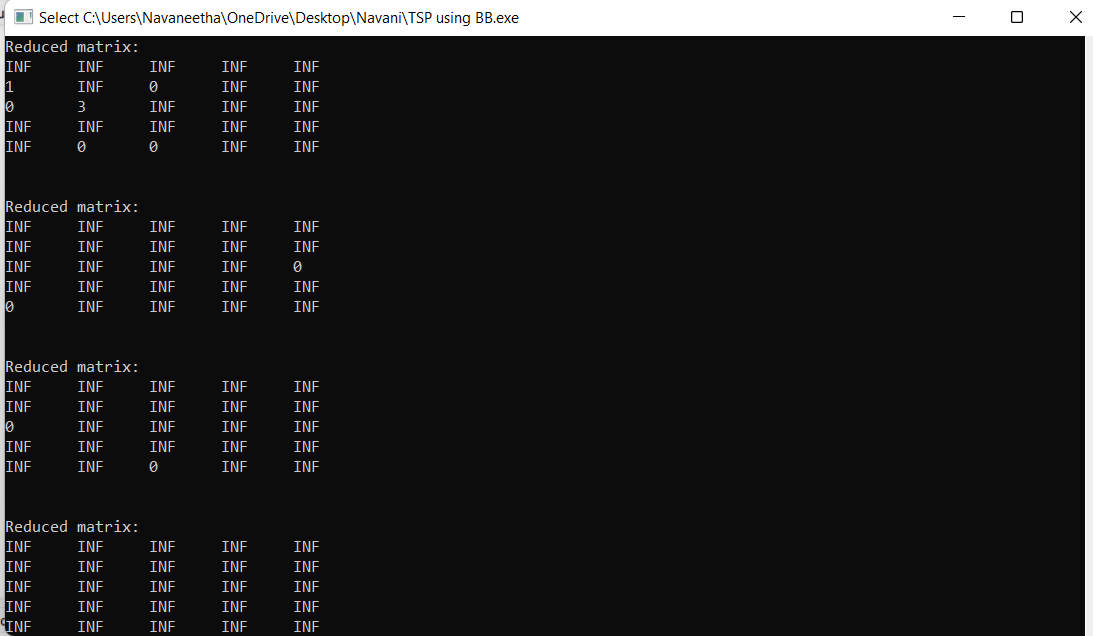 Select C:\Users\Navaneetha\OneDrive\Desktop\Navani\TSP using BB.exe
Reduced matrix:
INF INF INF INF INF
1 INF 0 INF INF
0 3 INF INF INF
INF INF INF INF INF
INF 0 0 INF INF
Reduced matrix:
INF INF INF INF INF
INF INF INF INF INF
INF INF INF INF 0
INF INF INF INF INF
0 INF INF INF INF
Reduced matrix:
INF INF INF INF INF
INF INF INF INF INF
0 INF INF INF INF
INF INF INF INF INF
INF INF 0 INF INF
Reduced matrix:
INF INF INF INF INF
INF INF INF INF INF
INF INF INF INF INF
INF INF INF INF INF
INF INF INF INF INF